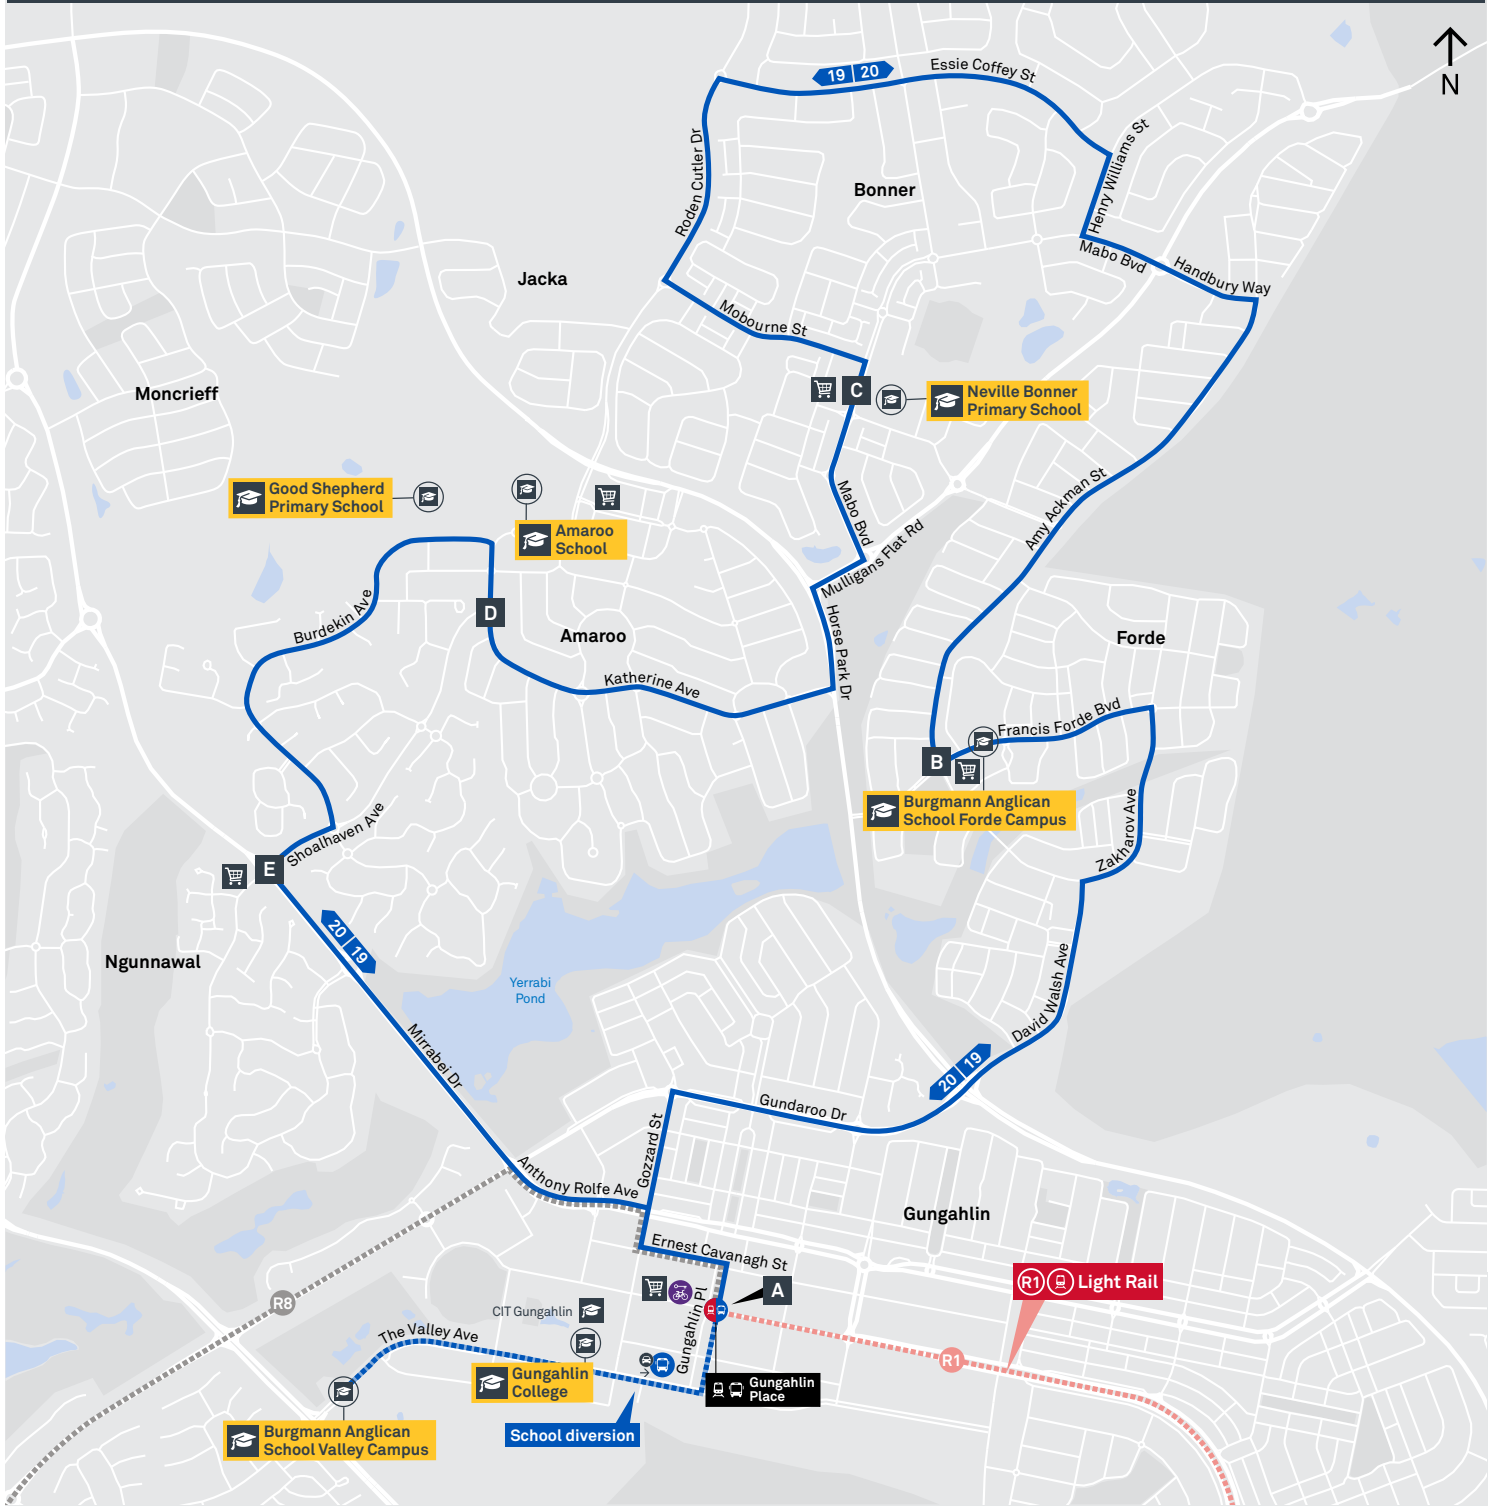 19 20
Essie Coffey St
N
Henry Williams St
Roden Cutler Dr
Bonner
Mabo Bvd
Handbury Way
Jacka
Mobourne St
Moncrieff
C
Neville Bonner
Primary School
Good Shepherd
Primary School
Amaroo
School
Mabo Bvd
Amy Ackman St
Mulligans Flat Rd
Burdekin Ave
D
Amaroo
Horse Park Dr
Forde
Katherine Ave
Francis Forde Bvd
B
Burgmann Anglican
School Forde Campus
Zakharov Ave
Shoalhaven Ave
E
20 19
Ngunnawal
Yerrabi
Pond
David Walsh Ave
Mirrabei Dr
20 19
Gundaroo Dr
Gozzard St
Anthony Rolfe Ave
Gungahlin
Ernest Cavanagh St
R1 Light Rail
A
R8
CIT Gungahlin
Gungahlin Pl
The Valley Ave
R1
Gungahlin
College
Gungahlin
Place
School diversion
Burgmann Anglican
School Valley Campus